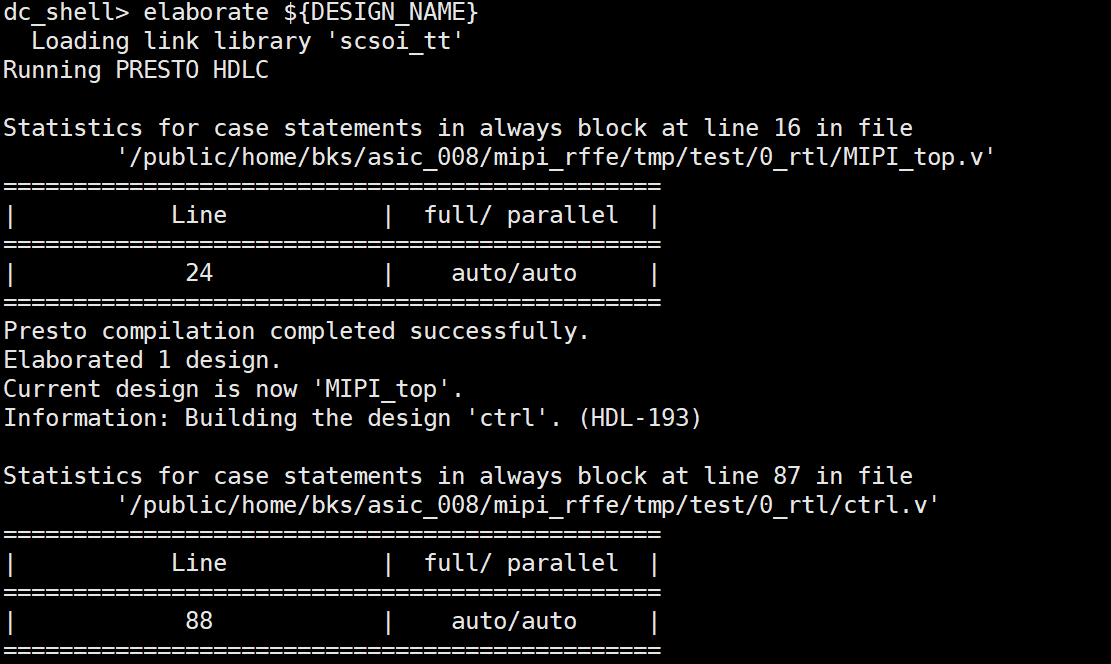 dc_shell> elaborate ${DESIGN_NAME}
  Loading link library 'scsoi_tt'
Running PRESTO HDLC

Statistics for case statements in always block at line 16 in file
        '/public/home/bks/asic_008/mipi_rffe/tmp/test/0_rtl/MIPI_top.v'
===============================================
|           Line           |  full/ parallel  |
===============================================
|            24            |    auto/auto     |
===============================================
Presto compilation completed successfully.
Elaborated 1 design.
Current design is now 'MIPI_top'.
Information: Building the design 'ctrl'. (HDL-193)

Statistics for case statements in always block at line 87 in file
        '/public/home/bks/asic_008/mipi_rffe/tmp/test/0_rtl/ctrl.v'
===============================================
|           Line           |  full/ parallel  |
===============================================
|            88            |    auto/auto     |
===============================================